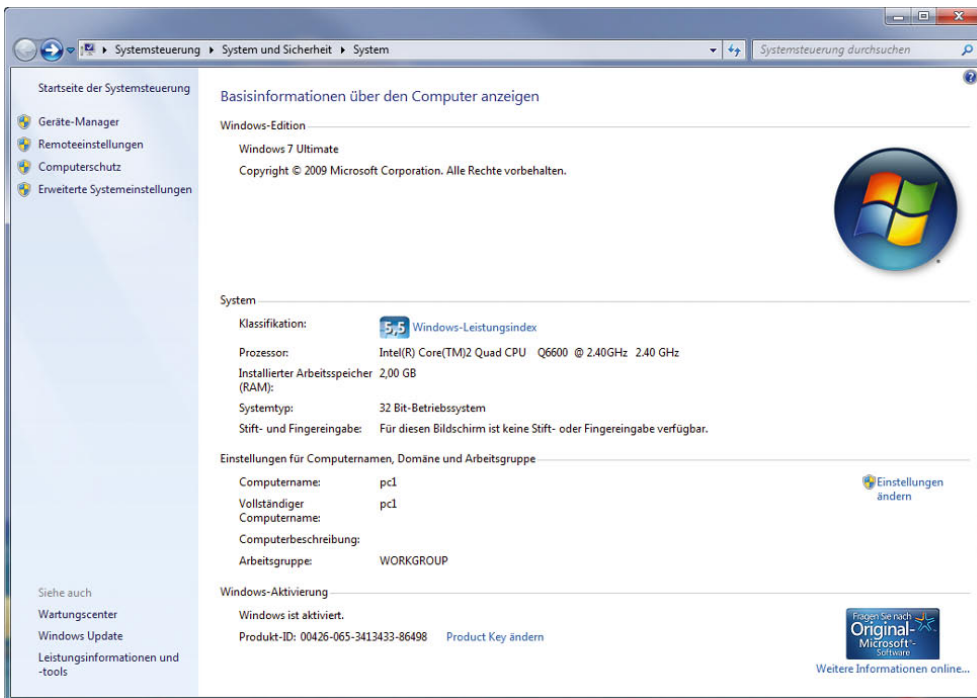 Systemsteuerung System und Sicherheit System
Systemsteuerung durchsuchen
Startseite der Systemsteuerung
Geräte-Manager
Remoteeinstellungen
Computerschutz
Erweiterte Systemeinstellungen
Basisinformationen über den Computer anzeigen
Windows-Edition
Windows 7 Ultimate
Copyright © 2009 Microsoft Corporation. Alle Rechte vorbehalten.
System
Klassifikation: 5,5 Windows-Leistungsindex
Prozessor: Intel(R) Core(TM)2 Quad CPU Q6600 @ 2.40GHz 2.40 GHz
Installierter Arbeitsspeicher 2,00 GB
(RAM):
Systemtyp: 32 Bit-Betriebssystem
Stift- und Fingereingabe: Für diesen Bildschirm ist keine Stift- oder Fingereingabe verfügbar.
Einstellungen für Computernamen, Domäne und Arbeitsgruppe
Computername: pc1
Einstellungen
ändern
Vollständiger pc1
Computername:
Computerbeschreibung:
Arbeitsgruppe: WORKGROUP
Windows-Aktivierung
Windows ist aktiviert.
Produkt-ID: 00426-065-3413433-86498 Product Key ändern
Fragen Sie nach
Original-
Microsoft-
Software
Weitere Informationen online...
Siehe auch
Wartungscenter
Windows Update
Leistungsinformationen und
-tools